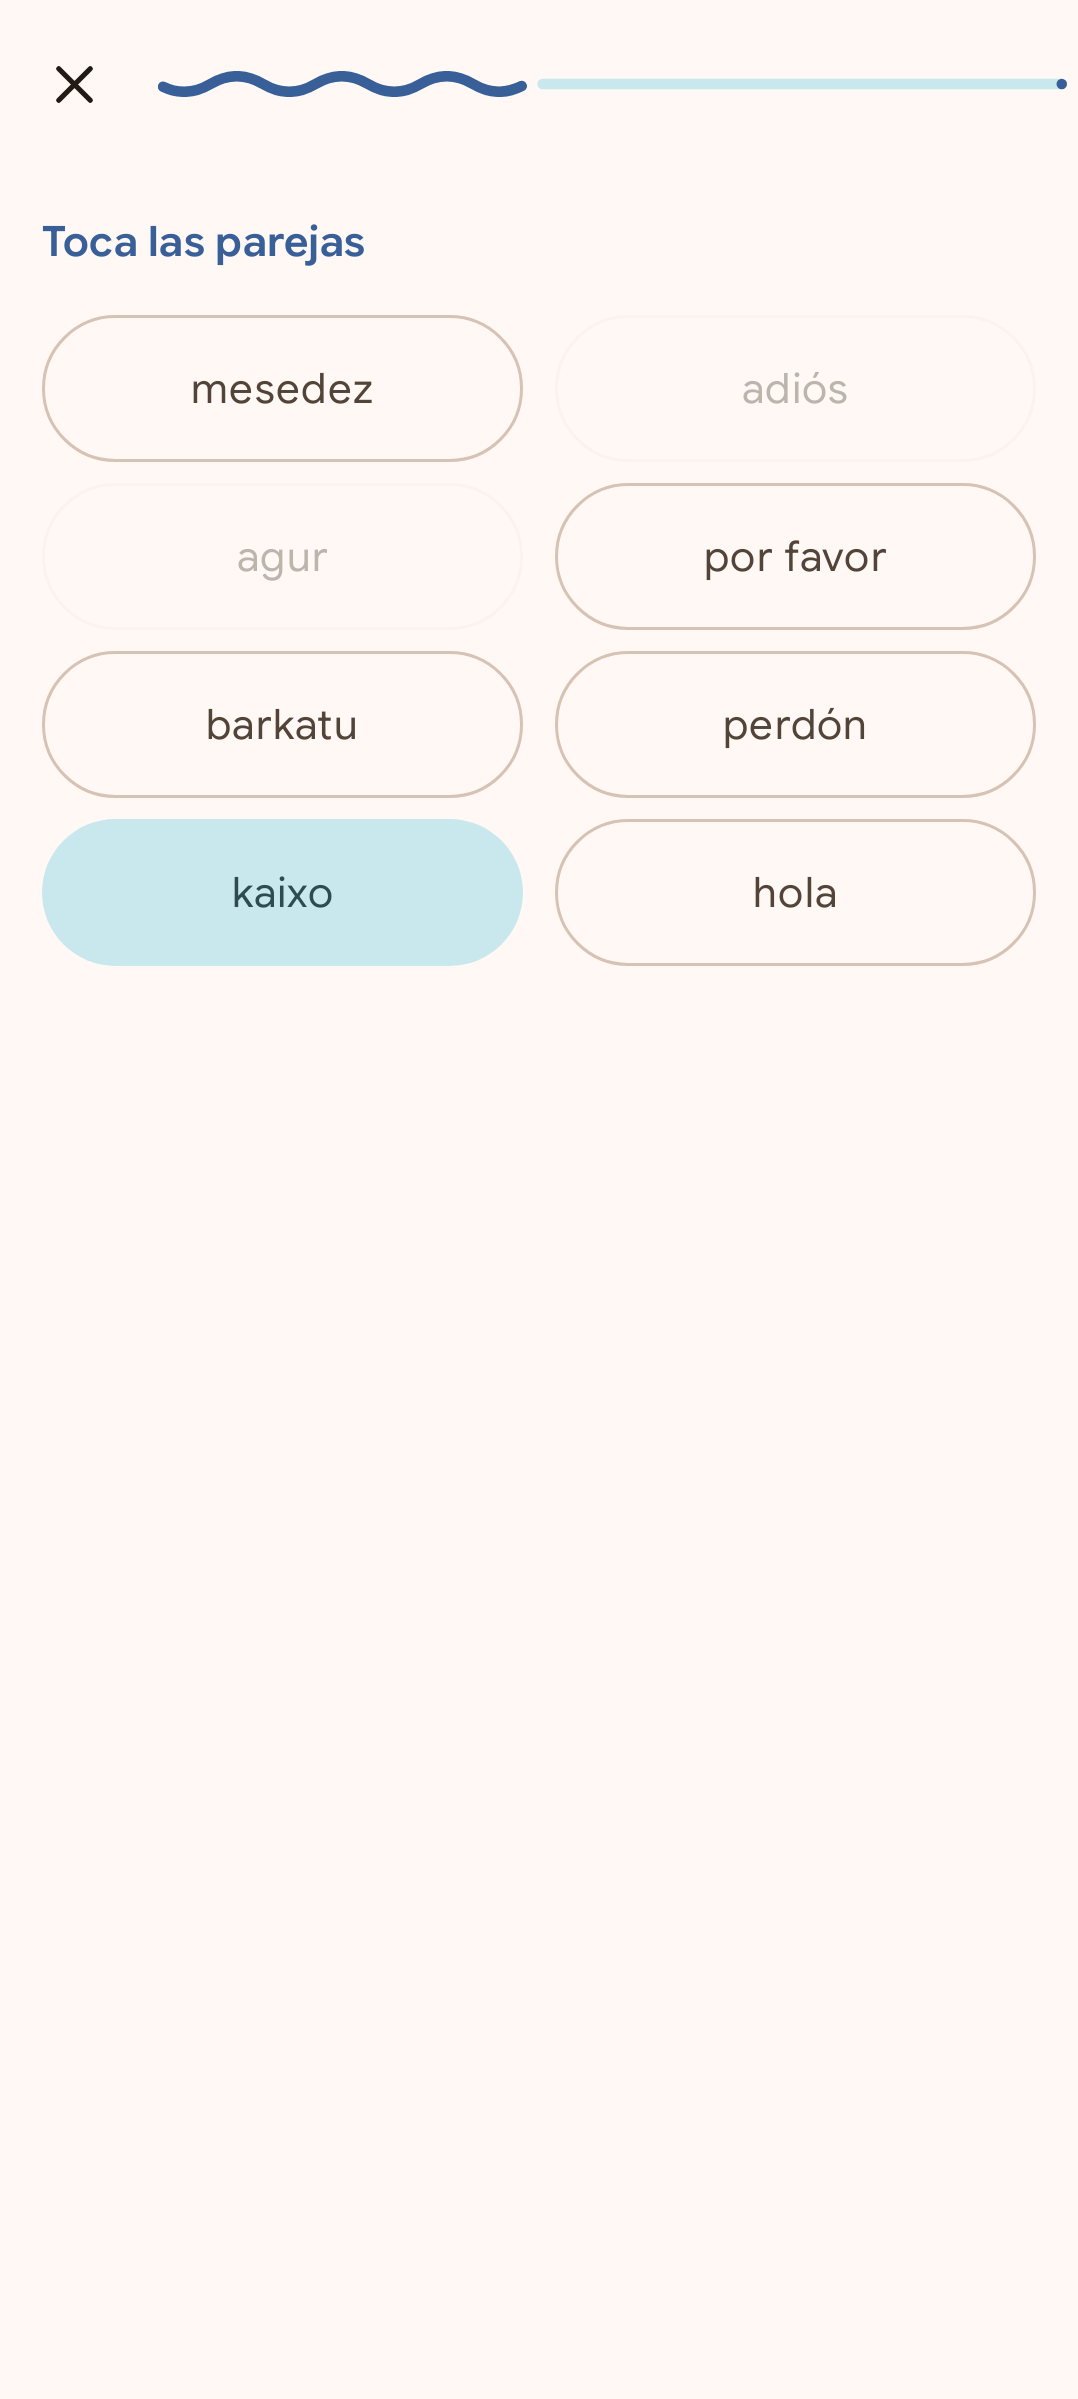 Toca las parejas
mesedez
adiós
agur
por favor
barkatu
perdón
kaixo
hola